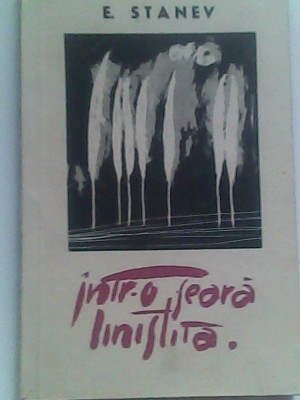 E. STANEV
într-o seară
liniștită.